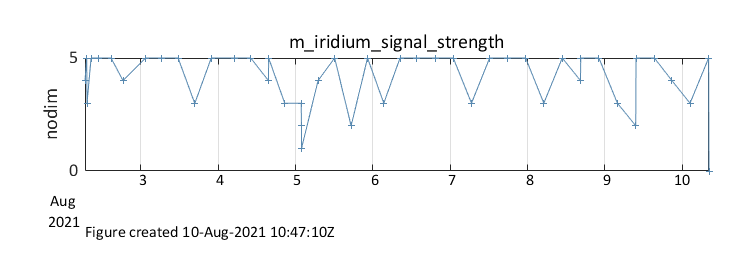 m_iridium_signal_strength
5
nodim
0
3 4 5 6 7 8 9 10
Aug
2021
Figure created 10-Aug-2021 10:47:10Z